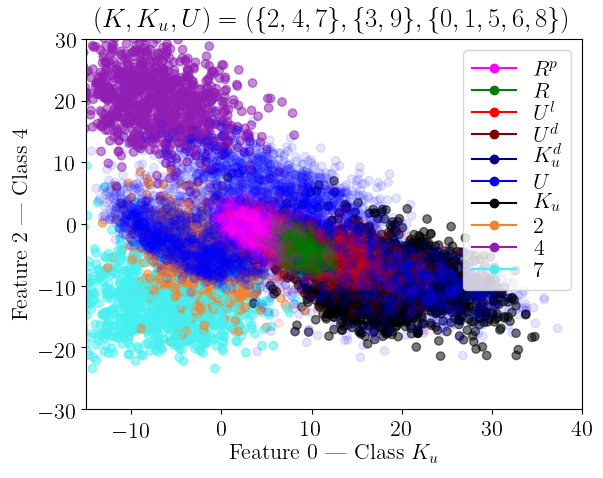 (K, K_u, U) = ({2, 4, 7}, {3, 9}, {0, 1, 5, 6, 8})
30
20
10
0
−10
−20
−30
−10
0
10
20
30
40
Feature 2 — Class 4
Feature 0 — Class K_u
R^p
R
U^l
U^d
K_u^d
U
K_u
2
4
7